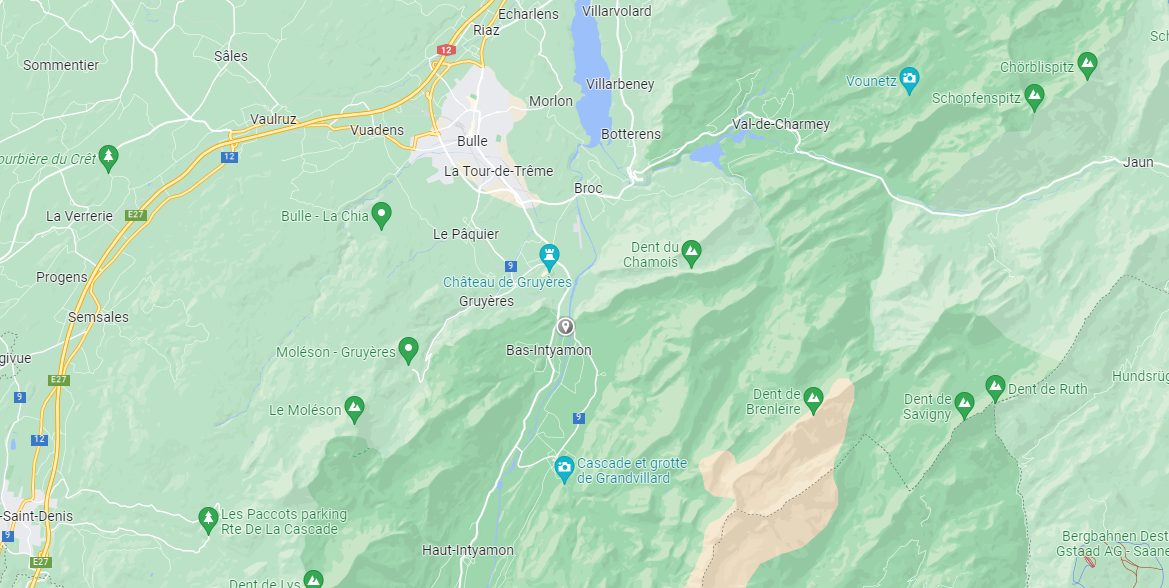 Echarlens
Villarvolard
Riaz
Sch
12
Sâles
Sommentier
Chörblispitz
Vounetz
Villarbeney
Schopfenspitz
Morlon
Vaulruz
Vuadens
Val-de-Charmey
Botterens
Bulle
12
ourbière du Crêt
Jaun
La Tour-de-Trême
Broc
La Verrerie
E27
Bulle - La Chia
Le Pâquier
Dent du
Chamois
9
Progens
Château de Gruyères
Gruyères
Semsales
Bas-Intyamon
Moléson - Gruyères
givue
E27
Hundsrüg
Dent de Ruth
9
Dent de
Brenleire
Dent de
Savigny
Le Moléson
9
12
Cascade et grotte
de Grandvillard
-Saint-Denis
Les Paccots parking
Rte De La Cascade
9
Bergbahnen Dest
Gstaad AG - Saane
Haut-Intyamon
E27
Dent de Lys